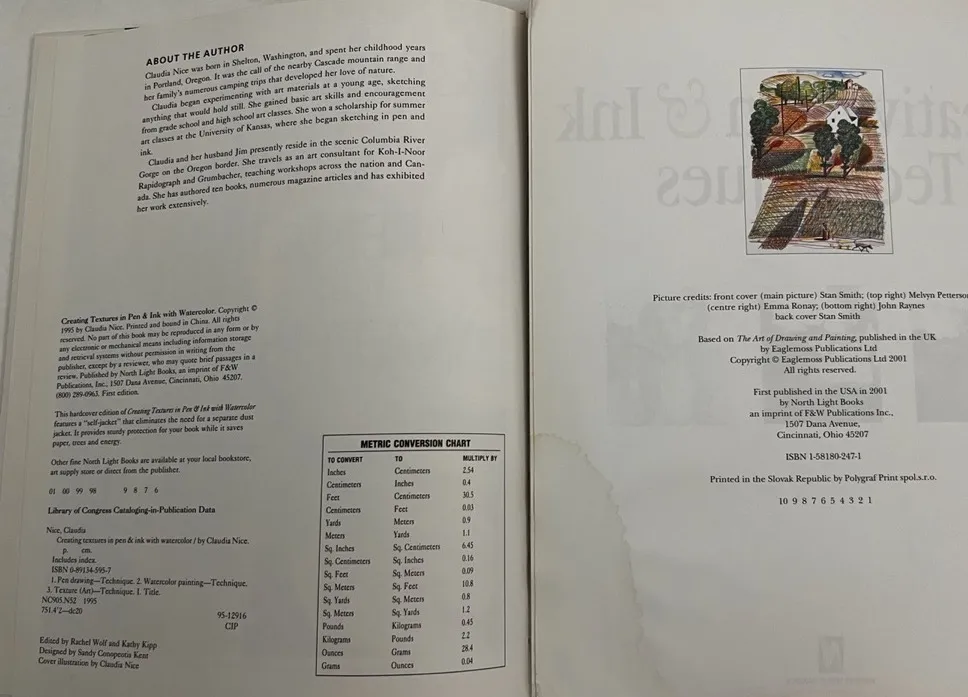 ABOUT THE AUTHOR
Claudia Nice was born in Shelton, Washington, and spent her childhood years
in Portland, Oregon. It was the call of the nearby Cascade mountain range and
her family's numerous camping trips that developed her love of nature.
Claudia began experimenting with art materials at a young age, sketching
anything that would hold still. She gained basic art skills and encouragement
from grade school and high school art classes. She won a scholarship for summer
art classes at the University of Kansas, where she began sketching in pen and
ink.
Claudia and her husband Jim presently reside in the scenic Columbia River
Gorge on the Oregon border. She travels as an art consultant for Koh-I-Noor
Rapidograph and Grumbacher, teaching workshops across the nation and Can-
ada. She has authored ten books, numerous magazine articles and has exhibited
her work extensively.
Creating Textures in Pen & Ink with Watercolor. Copyright ©
1995 by Claudia Nice. Printed and bound in China. All rights
reserved. No part of this book may be reproduced in any form or by
any electronic or mechanical means including information storage
and retrieval systems without permission in writing from the
publisher, except by a reviewer, who may quote brief passages in a
review. Published by North Light Books, an imprint of F&W
Publications, Inc., 1507 Dana Avenue, Cincinnati, Ohio 45207.
(800) 289-0963. First edition.
This hardcover edition of Creating Textures in Pen & Ink with Watercolor
features a "self-jacket" that eliminates the need for a separate dust
jacket. It provides sturdy protection for your book while it saves
paper, trees and energy.
Other fine North Light Books are available at your local bookstore,
art supply store or direct from the publisher.
01 00 99 98 9 8 7 6
Library of Congress Cataloging-in-Publication Data
Nice, Claudia
Creating textures in pen & ink with watercolor / by Claudia Nice.
p. cm.
Includes index.
ISBN 0-89134-595-7
1. Pen drawing—Technique. 2. Watercolor painting—Technique.
3. Texture (Art)—Technique. I. Title.
NC905.N52 1995
751.4'2—dc20
95-12916
CIP
Edited by Rachel Wolf and Kathy Kipp
Designed by Sandy Conopeotis Kent
Cover illustration by Claudia Nice
METRIC CONVERSION CHART
TO CONVERT TO MULTIPLY BY
Inches Centimeters 2.54
Centimeters Inches 0.4
Feet Centimeters 30.5
Centimeters Feet 0.03
Yards Meters 0.9
Meters Yards 1.1
Sq. Inches Sq. Centimeters 6.45
Sq. Centimeters Sq. Inches 0.16
Sq. Feet Sq. Meters 0.09
Sq. Meters Sq. Feet 10.8
Sq. Yards Sq. Meters 0.8
Sq. Meters Sq. Yards 1.2
Pounds Kilograms 0.45
Kilograms Pounds 2.2
Ounces Grams 28.4
Grams Ounces 0.04
Picture credits: front cover (main picture) Stan Smith; (top right) Melvyn Petterson
(centre right) Emma Ronay; (bottom right) John Raynes
back cover Stan Smith
Based on The Art of Drawing and Painting, published in the UK
by Eaglemoss Publications Ltd
Copyright © Eaglemoss Publications Ltd 2001
All rights reserved.
First published in the USA in 2001
by North Light Books
an imprint of F&W Publications Inc.,
1507 Dana Avenue,
Cincinnati, Ohio 45207
ISBN 1-58180-247-1
Printed in the Slovak Republic by Polygraf Print spol.s.r.o.
10 9 8 7 6 5 4 3 2 1